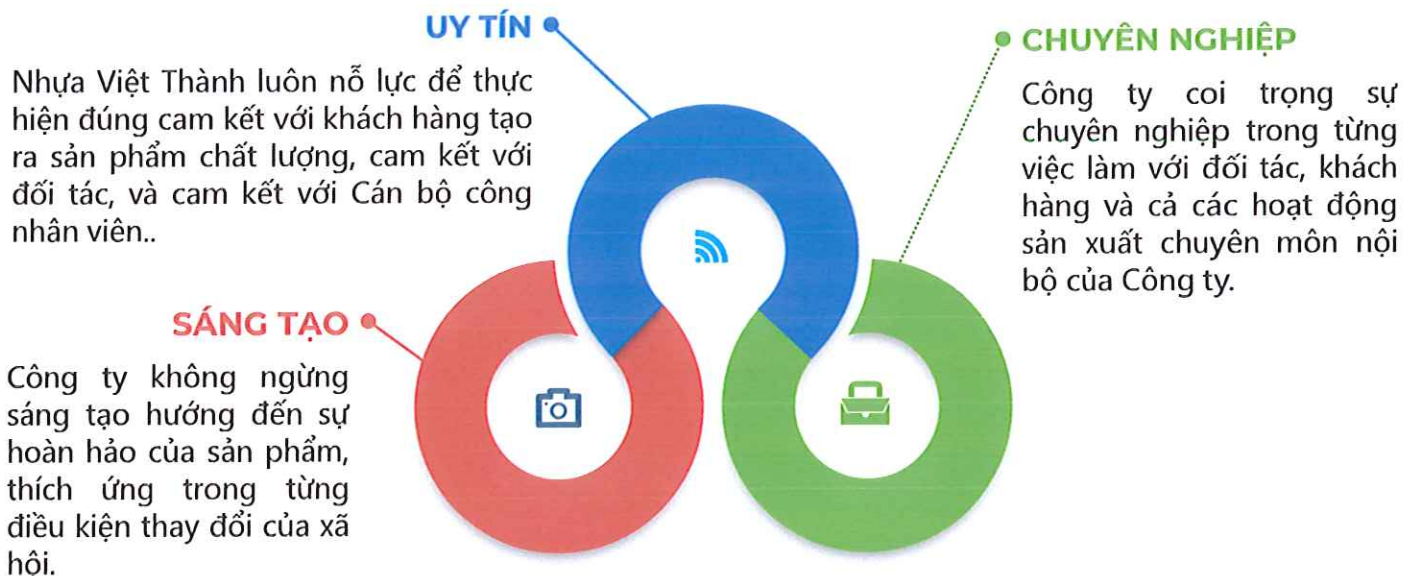 UY TÍN
Nhựa Việt Thành luôn nỗ lực để thực
hiện đúng cam kết với khách hàng tạo
ra sản phẩm chất lượng, cam kết với
đối tác, và cam kết với Cán bộ công
nhân viên..
CHUYÊN NGHIỆP
Công ty coi trọng sự
chuyên nghiệp trong từng
việc làm với đối tác, khách
hàng và cả các hoạt động
sản xuất chuyên môn nội
bộ của Công ty.
SÁNG TẠO
Công ty không ngừng
sáng tạo hướng đến sự
hoàn hảo của sản phẩm,
thích ứng trong từng
điều kiện thay đổi của xã
hội.